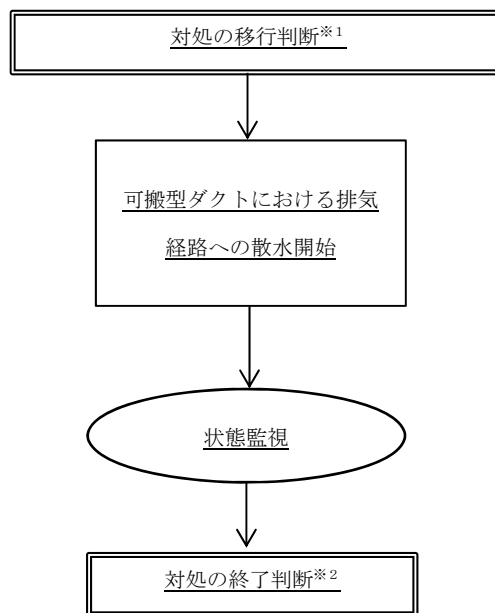 対処の移行判断※1
可搬型ダクトにおける排気
経路への散水開始
状態監視
対処の終了判断※2